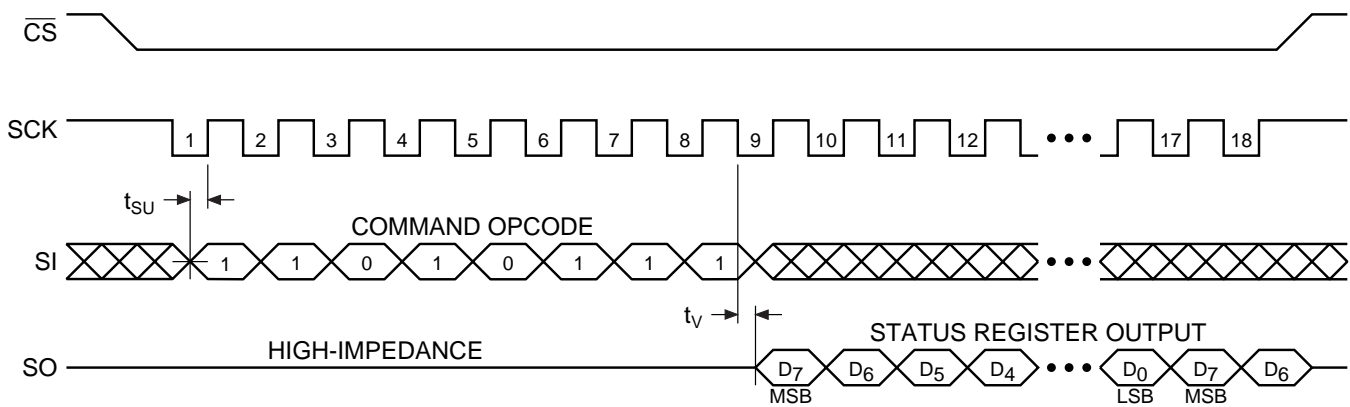 CS
SCK 1 2 3 4 5 6 7 8 9 10 11 12 ••• 17 18
tSU
COMMAND OPCODE
SI 1 1 0 1 0 1 1 1 •••
tV
HIGH-IMPEDANCE STATUS REGISTER OUTPUT
SO D7 D6 D5 D4 ••• D0 D7 D6
MSB LSB MSB